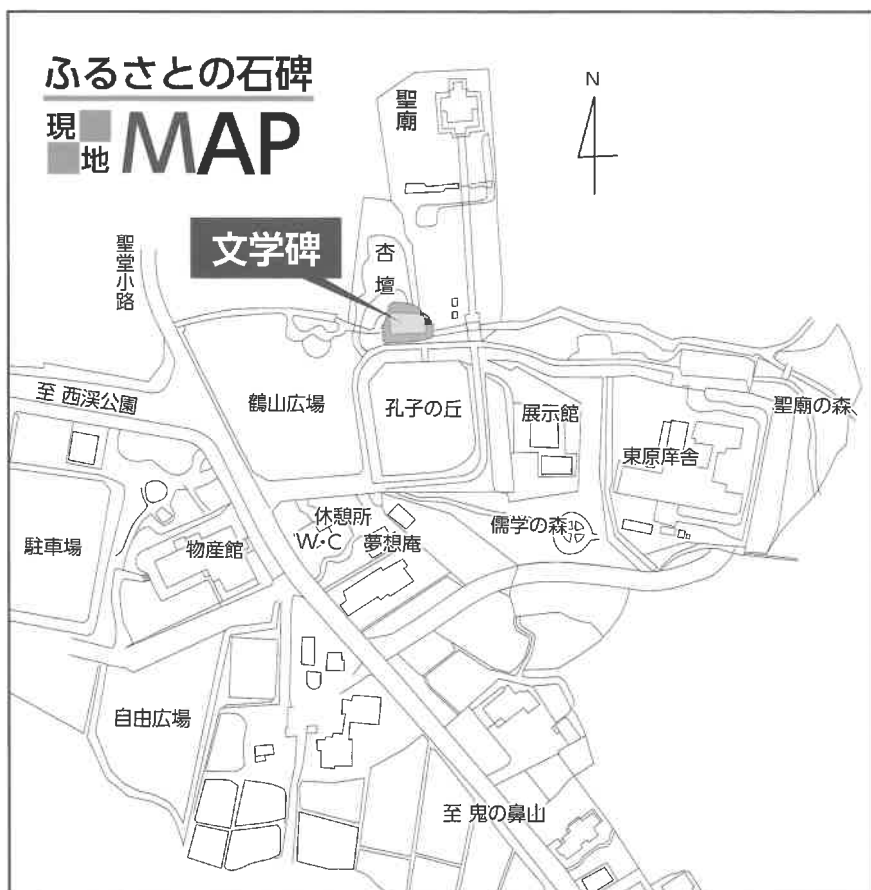 ふるさとの石碑
現地 MAP
N
聖廟
文学碑
杏壇
聖堂小路
至 西渓公園
鶴山広場
孔子の丘
展示館
聖廟の森
東原庠舎
休憩所
W・C
夢想庵
儒学の森
駐車場
物産館
自由広場
至 鬼の鼻山